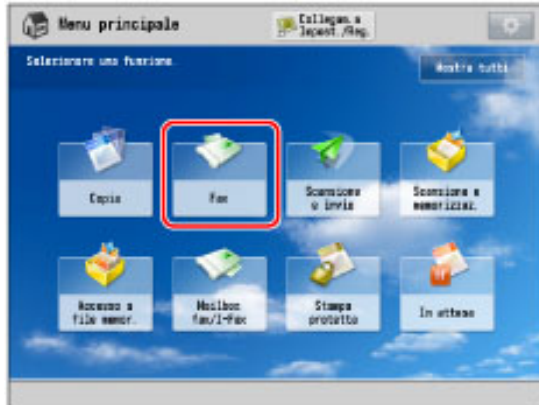 Menu principale
Collegam. a
Impost./Reg.
Selezionare una funzione.
Mostra tutti
Copia
Fax
Scansione
e invio
Scansione e
memorizzaz.
Accesso a
file memor.
Mailbox
fax/I-Fax
Stampa
protetta
In attesa